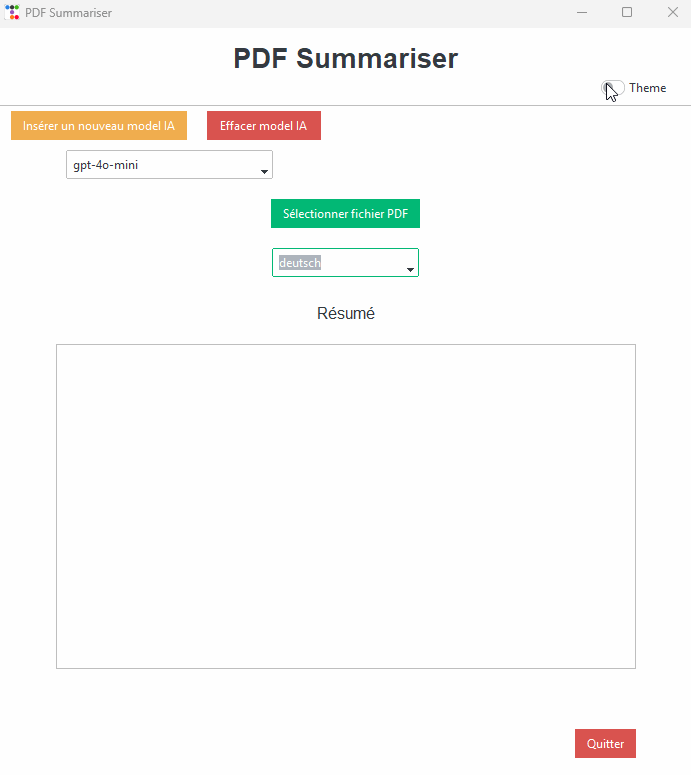 PDF Summariser
PDF Summariser
Theme
Insérer un nouveau model IA
Effacer model IA
gpt-4o-mini
Sélectionner fichier PDF
deutsch
Résumé
Quitter